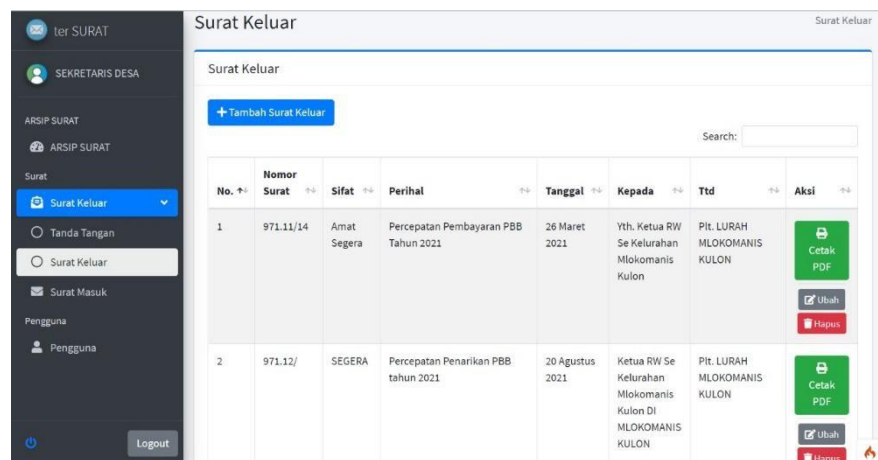 ter SURAT
SEKRETARIS DESA
ARSIP SURAT
ARSIP SURAT
Surat
Surat Keluar
Tanda Tangan
Surat Keluar
Surat Masuk
Pengguna
Pengguna
Logout
Surat Keluar
Surat Keluar
Surat Keluar
Tambah Surat Keluar
Search:
No. Nomor Surat Sifat Perihal Tanggal Kepada Ttd Aksi
1 971.11/14 Amat Segera Percepatan Pembayaran PBB Tahun 2021 26 Maret 2021 Yth. Ketua RW Se Kelurahan Mlokomanis Kulon Plt. LURAH MLOKOMANIS KULON Cetak PDF
Ubah
Hapus
2 971.12/ SEGERA Percepatan Penarikan PBB tahun 2021 20 Agustus 2021 Ketua RW Se Kelurahan Mlokomanis Kulon DI MLOKOMANIS KULON Plt. LURAH MLOKOMANIS KULON Cetak PDF
Ubah
Hapus